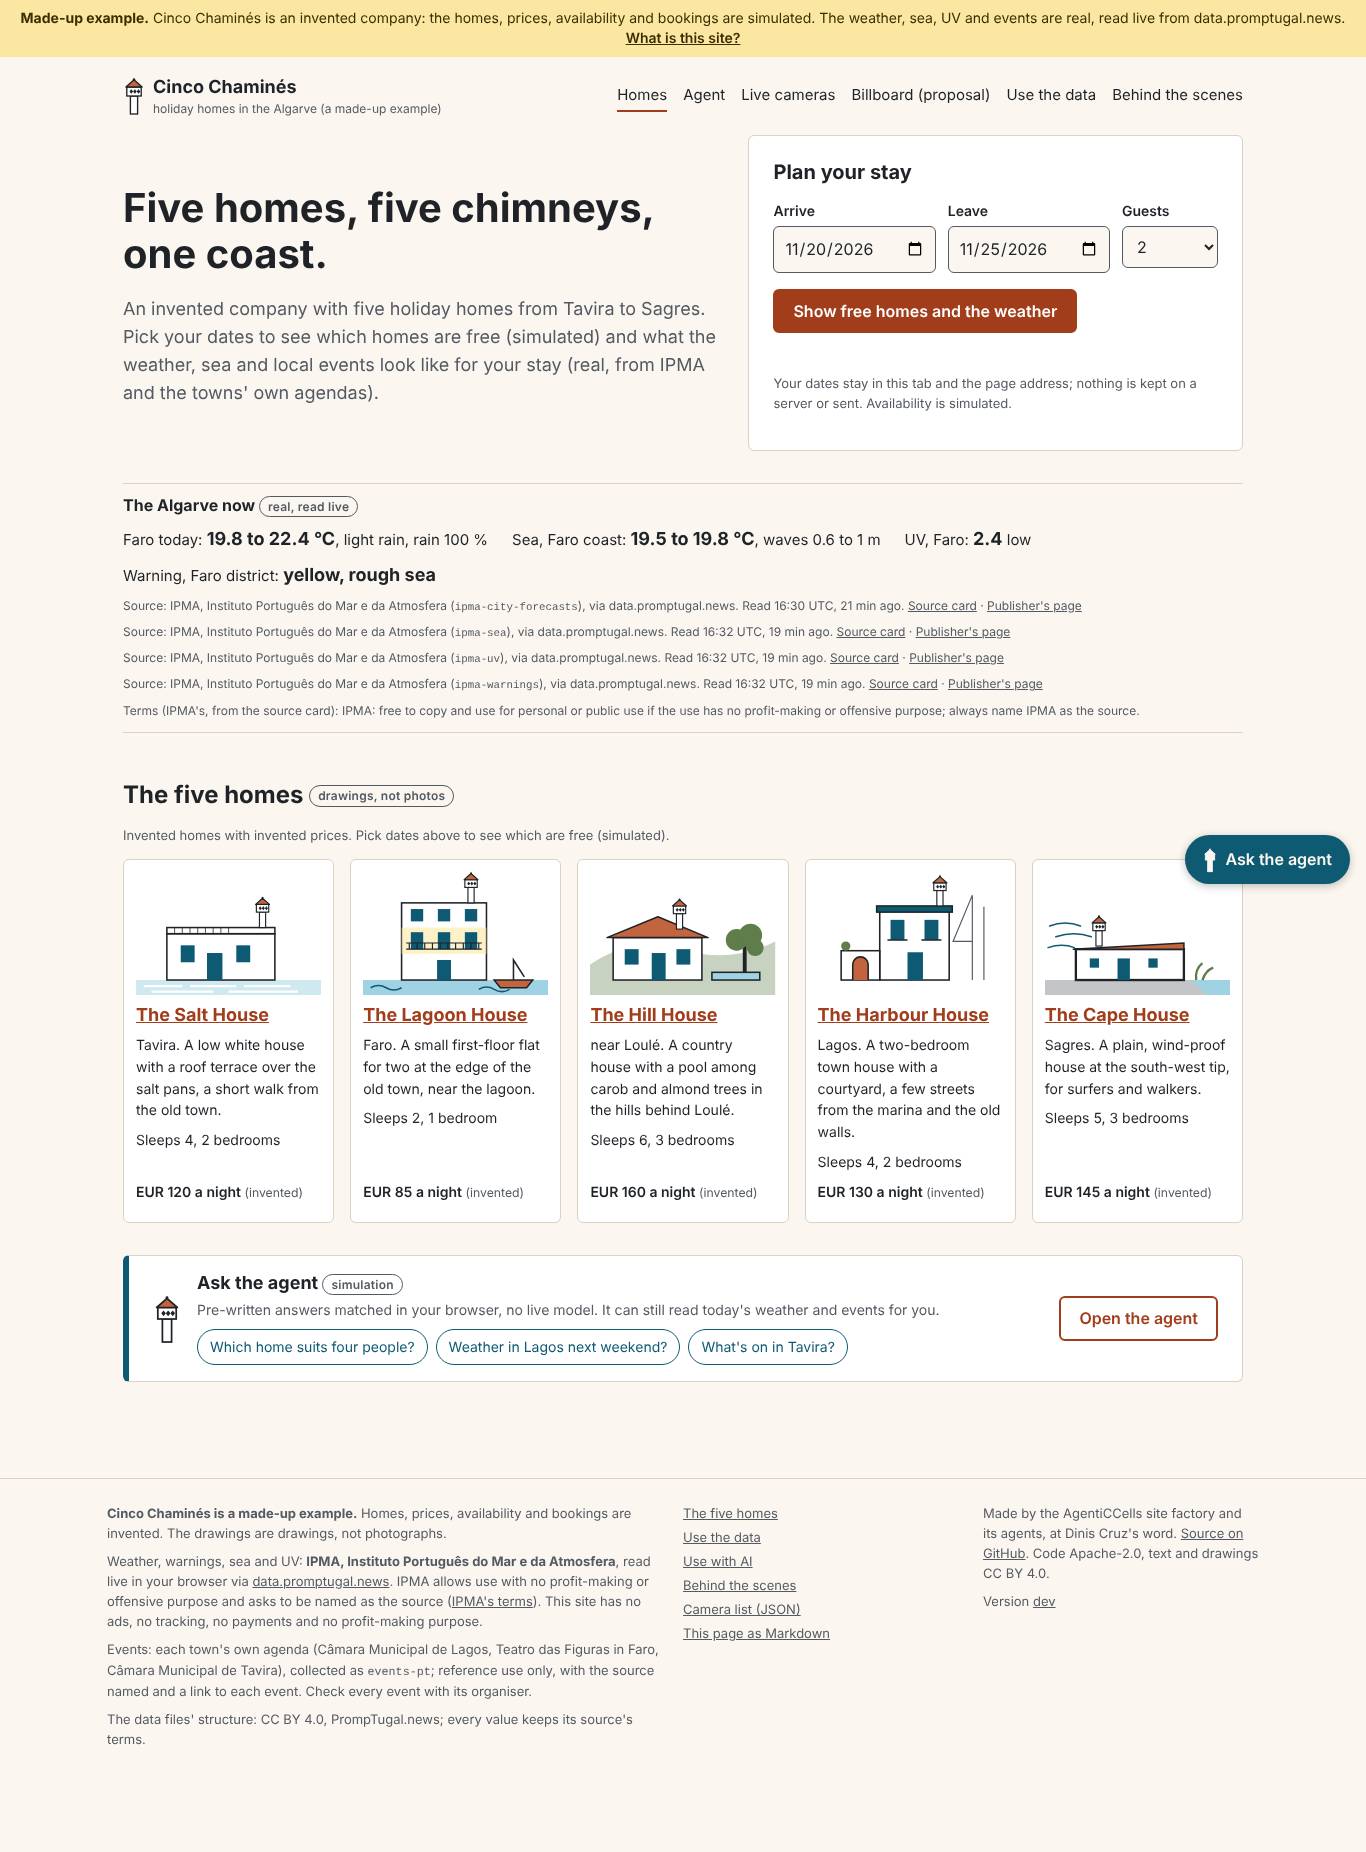 Made-up example. Cinco Chaminés is an invented company: the homes, prices, availability and bookings are simulated. The weather, sea, UV and events are real, read live from data.promptugal.news.
What is this site?
Cinco Chaminés
holiday homes in the Algarve (a made-up example)
Homes Agent Live cameras Billboard (proposal) Use the data Behind the scenes
Five homes, five chimneys,
one coast.
An invented company with five holiday homes from Tavira to Sagres.
Pick your dates to see which homes are free (simulated) and what the
weather, sea and local events look like for your stay (real, from IPMA
and the towns' own agendas).
Plan your stay
Arrive Leave Guests
11/20/2026 11/25/2026 2
Show free homes and the weather
Your dates stay in this tab and the page address; nothing is kept on a
server or sent. Availability is simulated.
The Algarve now real, read live
Faro today: 19.8 to 22.4 °C, light rain, rain 100 % Sea, Faro coast: 19.5 to 19.8 °C, waves 0.6 to 1 m UV, Faro: 2.4 low
Warning, Faro district: yellow, rough sea
Source: IPMA, Instituto Português do Mar e da Atmosfera (ipma-city-forecasts), via data.promptugal.news. Read 16:30 UTC, 21 min ago. Source card · Publisher's page
Source: IPMA, Instituto Português do Mar e da Atmosfera (ipma-sea), via data.promptugal.news. Read 16:32 UTC, 19 min ago. Source card · Publisher's page
Source: IPMA, Instituto Português do Mar e da Atmosfera (ipma-uv), via data.promptugal.news. Read 16:32 UTC, 19 min ago. Source card · Publisher's page
Source: IPMA, Instituto Português do Mar e da Atmosfera (ipma-warnings), via data.promptugal.news. Read 16:32 UTC, 19 min ago. Source card · Publisher's page
Terms (IPMA's, from the source card): IPMA: free to copy and use for personal or public use if the use has no profit-making or offensive purpose; always name IPMA as the source.
The five homes drawings, not photos
Invented homes with invented prices. Pick dates above to see which are free (simulated).
Ask the agent
The Salt House
Tavira. A low white house
with a roof terrace over the
salt pans, a short walk from
the old town.
Sleeps 4, 2 bedrooms
EUR 120 a night (invented)
The Lagoon House
Faro. A small first-floor flat
for two at the edge of the
old town, near the lagoon.
Sleeps 2, 1 bedroom
EUR 85 a night (invented)
The Hill House
near Loulé. A country
house with a pool among
carob and almond trees in
the hills behind Loulé.
Sleeps 6, 3 bedrooms
EUR 160 a night (invented)
The Harbour House
Lagos. A two-bedroom
town house with a
courtyard, a few streets
from the marina and the old
walls.
Sleeps 4, 2 bedrooms
EUR 130 a night (invented)
The Cape House
Sagres. A plain, wind-proof
house at the south-west tip,
for surfers and walkers.
Sleeps 5, 3 bedrooms
EUR 145 a night (invented)
Ask the agent simulation
Pre-written answers matched in your browser, no live model. It can still read today's weather and events for you.
Which home suits four people? Weather in Lagos next weekend? What's on in Tavira?
Open the agent
Cinco Chaminés is a made-up example. Homes, prices, availability and bookings are
invented. The drawings are drawings, not photographs.
Weather, warnings, sea and UV: IPMA, Instituto Português do Mar e da Atmosfera, read
live in your browser via data.promptugal.news. IPMA allows use with no profit-making or
offensive purpose and asks to be named as the source (IPMA's terms). This site has no
ads, no tracking, no payments and no profit-making purpose.
Events: each town's own agenda (Câmara Municipal de Lagos, Teatro das Figuras in Faro,
Câmara Municipal de Tavira), collected as events-pt; reference use only, with the source
named and a link to each event. Check every event with its organiser.
The data files' structure: CC BY 4.0, PrompTugal.news; every value keeps its source's
terms.
The five homes
Use the data
Use with AI
Behind the scenes
Camera list (JSON)
This page as Markdown
Made by the AgentiCCells site factory and
its agents, at Dinis Cruz's word. Source on
GitHub. Code Apache-2.0, text and drawings
CC BY 4.0.
Version dev